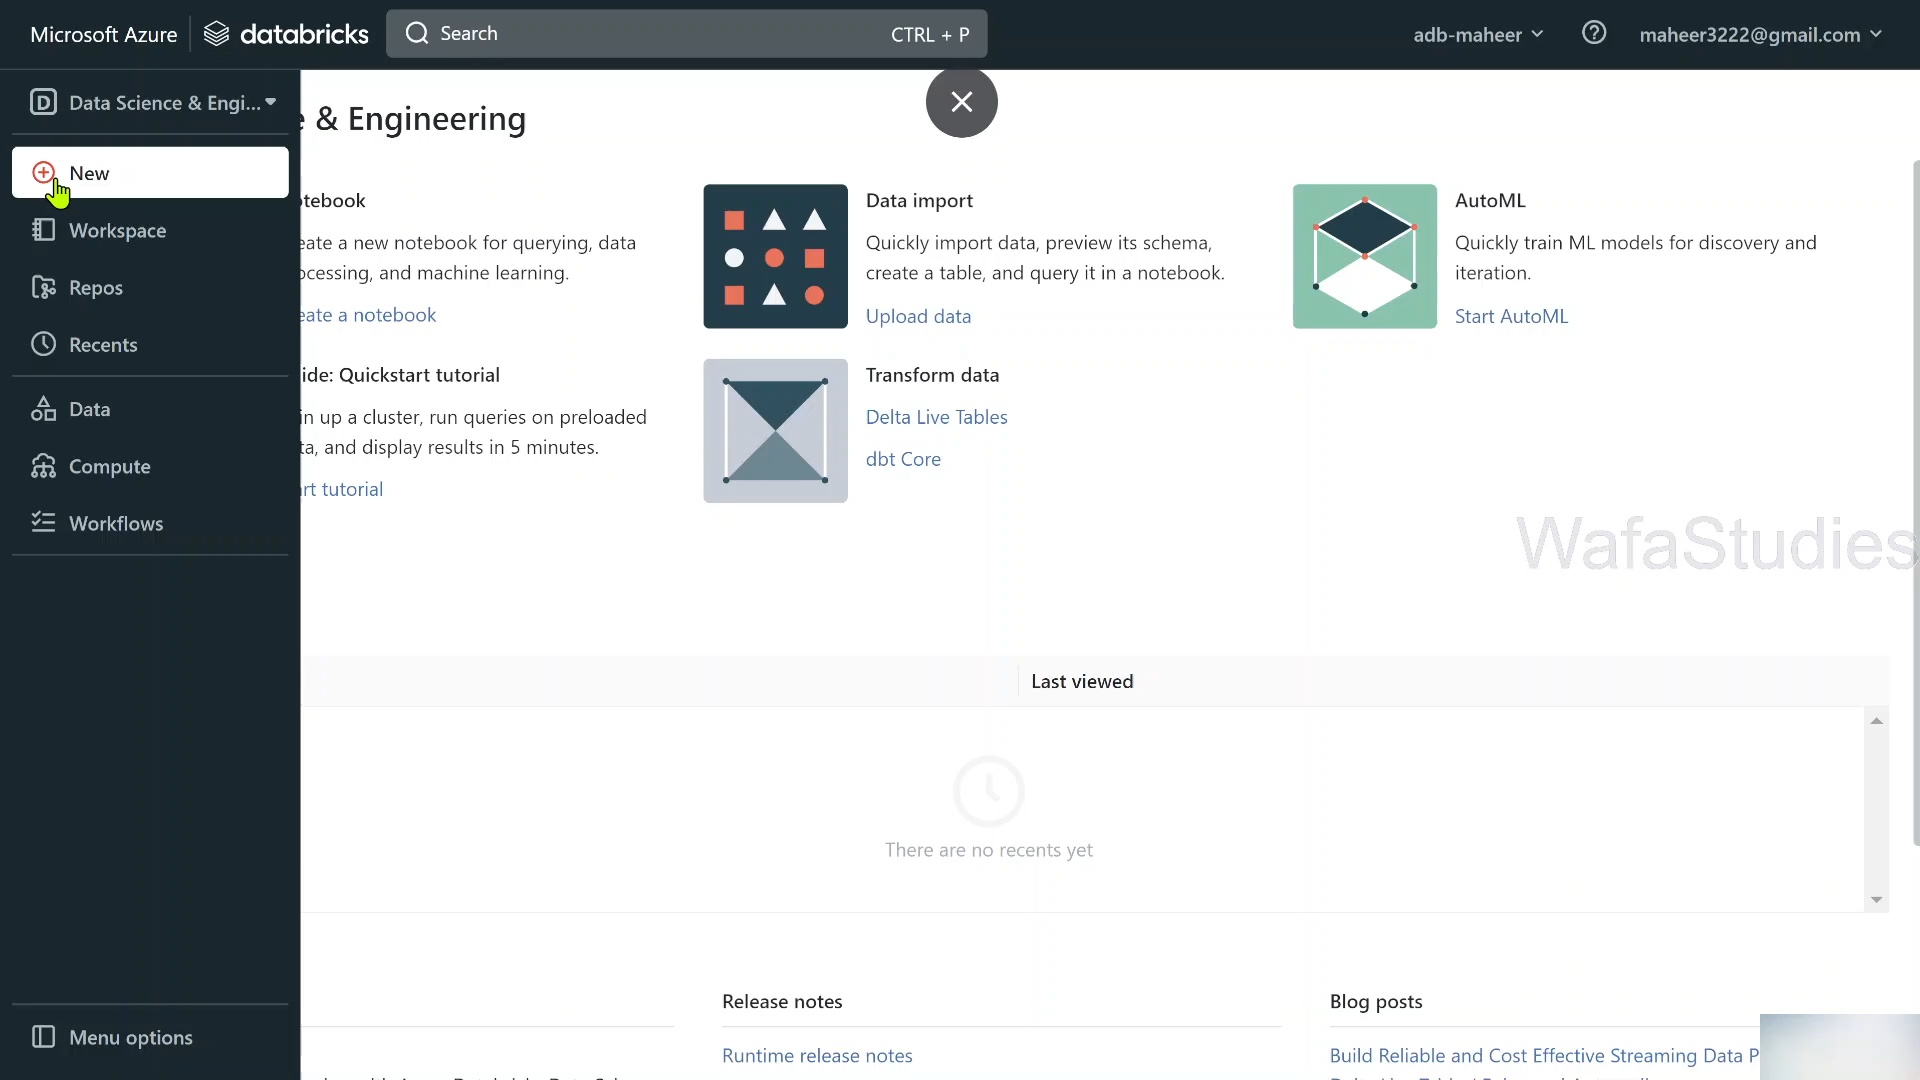 Microsoft Azure databricks Search CTRL + P adb-maheer maheer3222@gmail.com
Data Science & Engi...
& Engineering
New
Workspace
Repos
Recents
Data
Compute
Workflows
Menu options
tebook
eate a new notebook for querying, data
ocessing, and machine learning.
eate a notebook
Data import
Quickly import data, preview its schema,
create a table, and query it in a notebook.
Upload data
AutoML
Quickly train ML models for discovery and
iteration.
Start AutoML
ide: Quickstart tutorial
in up a cluster, run queries on preloaded
ta, and display results in 5 minutes.
rt tutorial
Transform data
Delta Live Tables
dbt Core
WafaStudies
Last viewed
There are no recents yet
Release notes
Runtime release notes
Blog posts
Build Reliable and Cost Effective Streaming Data P